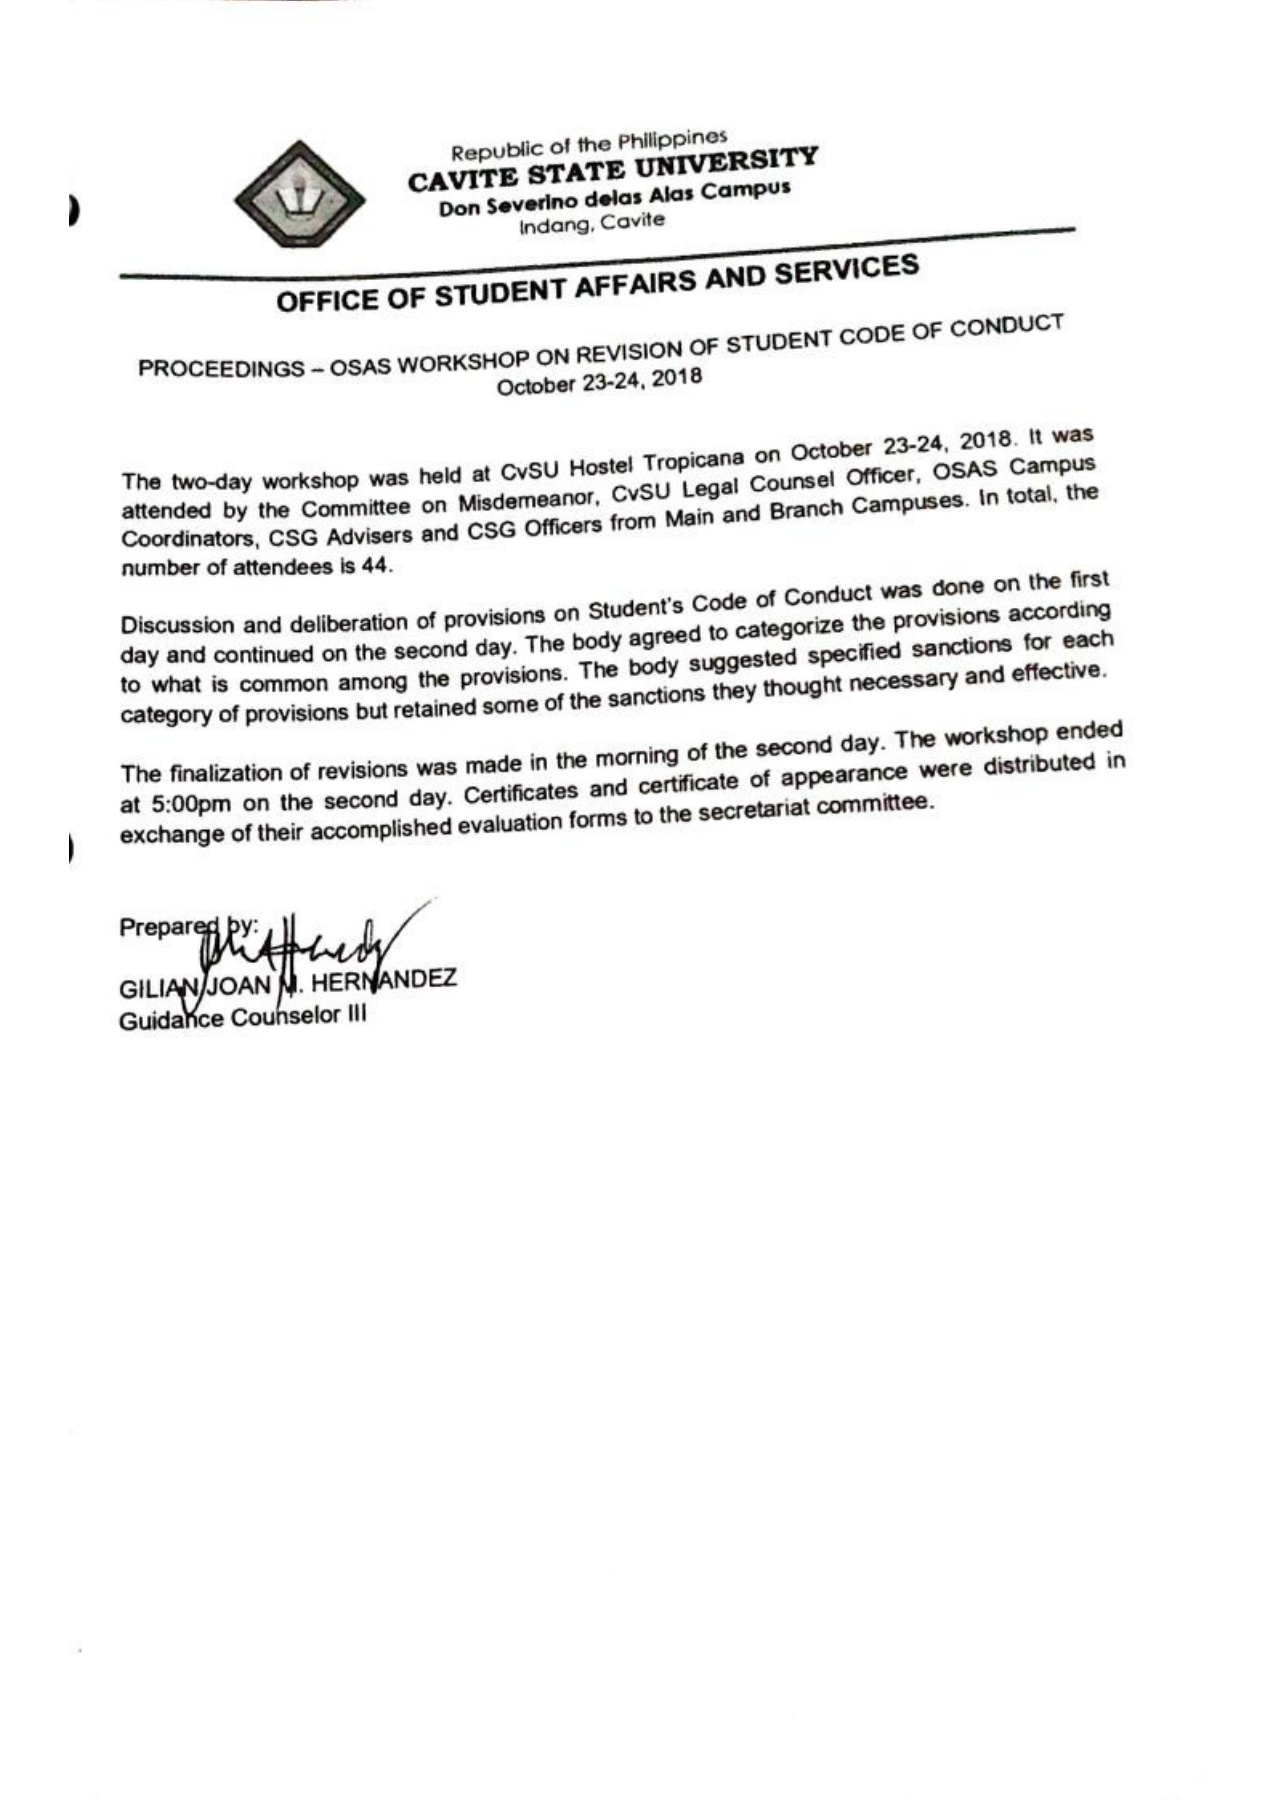 Republic of the Philippines
CAVITE STATE UNIVERSITY
Don Severino delas Alas Campus
Indang, Cavite
OFFICE OF STUDENT AFFAIRS AND SERVICES
PROCEEDINGS – OSAS WORKSHOP ON REVISION OF STUDENT CODE OF CONDUCT
October 23-24, 2018
The two-day workshop was held at CvSU Hostel Tropicana on October 23-24, 2018. It was
attended by the Committee on Misdemeanor, CvSU Legal Counsel Officer, OSAS Campus
Coordinators, CSG Advisers and CSG Officers from Main and Branch Campuses. In total, the
number of attendees is 44.
Discussion and deliberation of provisions on Student's Code of Conduct was done on the first
day and continued on the second day. The body agreed to categorize the provisions according
to what is common among the provisions. The body suggested specified sanctions for each
category of provisions but retained some of the sanctions they thought necessary and effective.
The finalization of revisions was made in the morning of the second day. The workshop ended
at 5:00pm on the second day. Certificates and certificate of appearance were distributed in
exchange of their accomplished evaluation forms to the secretariat committee.
Prepared by:
GILIAN JOAN M. HERNANDEZ
Guidance Counselor III